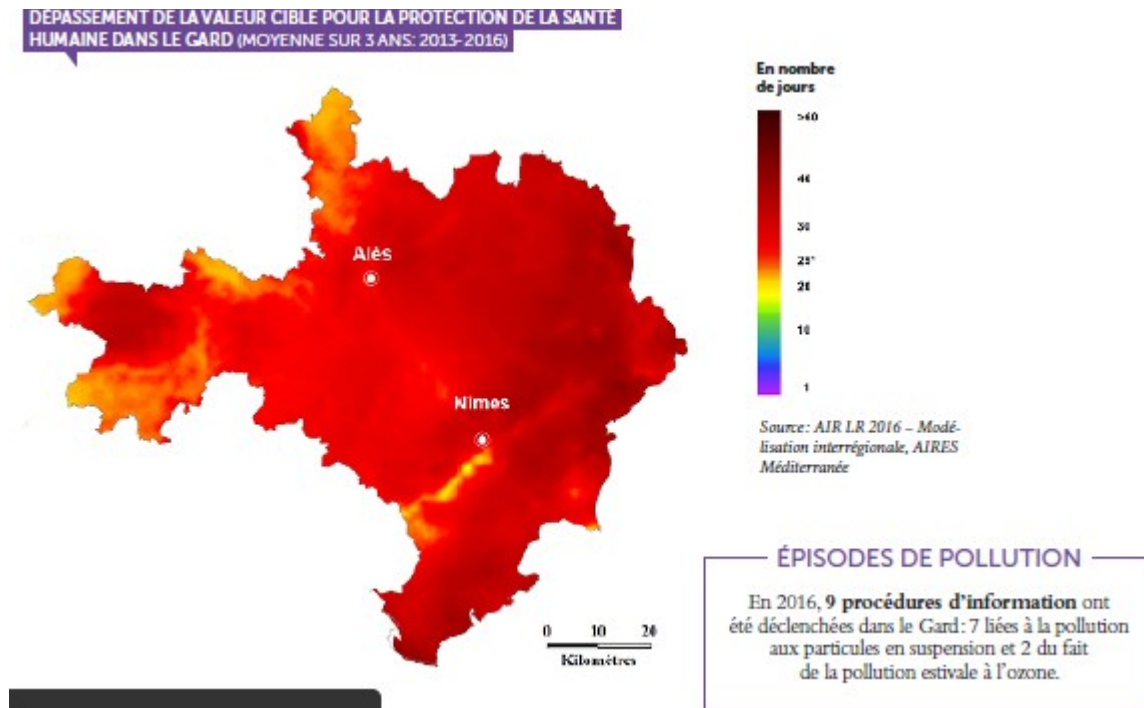 DÉPASSEMENT DE LA VALEUR CIBLE POUR LA PROTECTION DE LA SANTÉ
HUMAINE DANS LE GARD (MOYENNE SUR 3 ANS: 2013-2016)
En nombre
de jours
>60
40
30
25*
20
10
1
Alès
Nîmes
0 10 20
Kilomètres
Source: AIR LR 2016 – Modé-
lisation interrégionale, AIRES
Méditerranée
ÉPISODES DE POLLUTION
En 2016, 9 procédures d'information ont
été déclenchées dans le Gard: 7 liées à la pollution
aux particules en suspension et 2 du fait
de la pollution estivale à l'ozone.